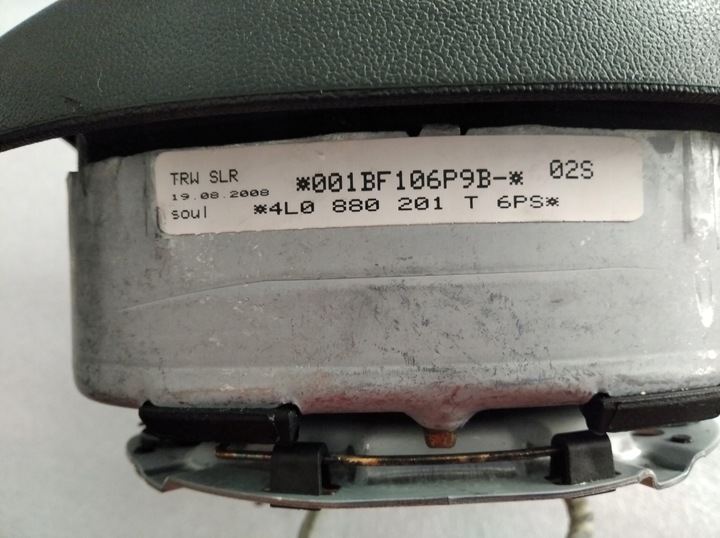 TRW SLR *001BF106P9B-* 02S
19.08.2008
soul *4L0 880 201 T 6PS*